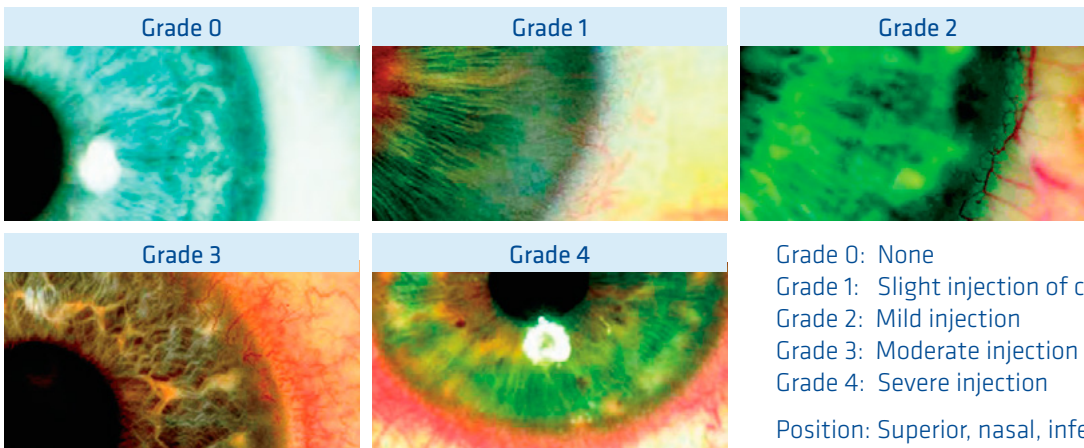 Grade 0
Grade 1
Grade 2
Grade 3
Grade 4
Grade 0: None
Grade 1: Slight injection of
Grade 2: Mild injection
Grade 3: Moderate injection
Grade 4: Severe injection
Position: Superior, nasal,